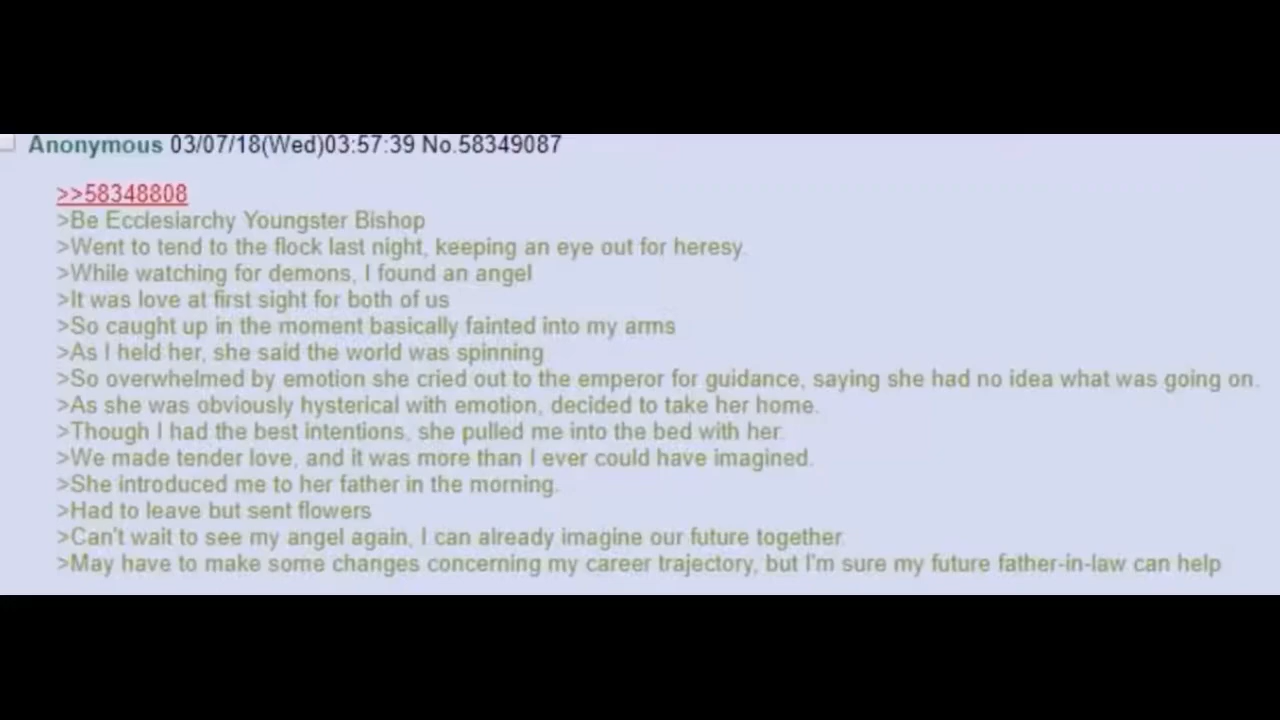 Anonymous 03/07/18(Wed)03:57:39 No.58349087
>>58348808
>Be Ecclesiarchy Youngster Bishop
>Went to tend to the flock last night, keeping an eye out for heresy.
>While watching for demons, I found an angel
>It was love at first sight for both of us
>So caught up in the moment basically fainted into my arms
>As I held her, she said the world was spinning
>So overwhelmed by emotion she cried out to the emperor for guidance, saying she had no idea what was going on.
>As she was obviously hysterical with emotion, decided to take her home.
>Though I had the best intentions, she pulled me into the bed with her.
>We made tender love, and it was more than I ever could have imagined.
>She introduced me to her father in the morning.
>Had to leave but sent flowers
>Can't wait to see my angel again, I can already imagine our future together.
>May have to make some changes concerning my career trajectory, but I'm sure my future father-in-law can help